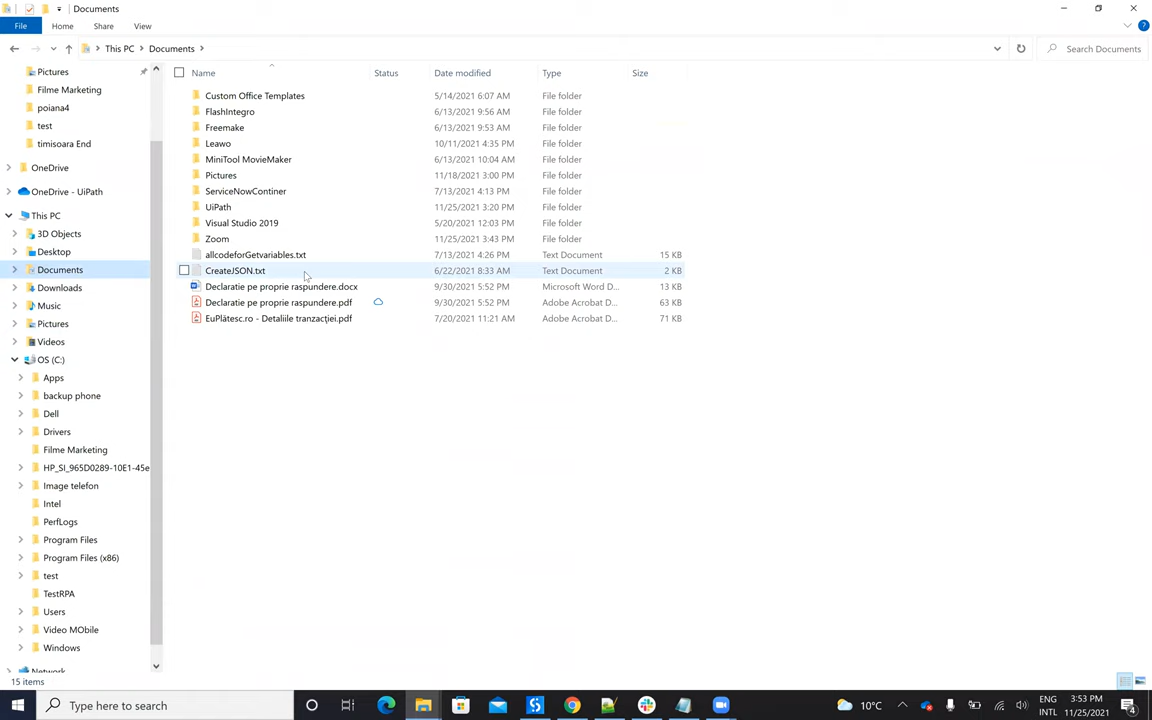 Documents
File Home Share View
This PC Documents Search Documents
Name Status Date modified Type Size
Pictures
Filme Marketing
poiana4
test
timisoara End
OneDrive
OneDrive - UiPath
This PC
3D Objects
Desktop
Documents
Downloads
Music
Pictures
Videos
OS (C:)
Apps
backup phone
Dell
Drivers
Filme Marketing
HP_SI_965D0289-10E1-45e
Image telefon
Intel
PerfLogs
Program Files
Program Files (x86)
test
TestRPA
Users
Video MObile
Windows
Network
Custom Office Templates 5/14/2021 6:07 AM File folder
FlashIntegro 6/13/2021 9:56 AM File folder
Freemake 6/13/2021 9:53 AM File folder
Leawo 10/11/2021 4:35 PM File folder
MiniTool MovieMaker 6/13/2021 10:04 AM File folder
Pictures 11/18/2021 3:00 PM File folder
ServiceNowContiner 7/13/2021 4:13 PM File folder
UiPath 11/25/2021 3:20 PM File folder
Visual Studio 2019 5/20/2021 12:03 PM File folder
Zoom 11/25/2021 3:43 PM File folder
allcodeforGetvariables.txt 7/13/2021 4:26 PM Text Document 15 KB
CreateJSON.txt 6/22/2021 8:33 AM Text Document 2 KB
Declaratie pe proprie raspundere.docx 9/30/2021 5:52 PM Microsoft Word D... 13 KB
Declaratie pe proprie raspundere.pdf 9/30/2021 5:52 PM Adobe Acrobat D... 63 KB
EuPlătesc.ro - Detaliile tranzacției.pdf 7/20/2021 11:21 AM Adobe Acrobat D... 71 KB
15 items
Type here to search
10°C
ENG
INTL
3:53 PM
11/25/2021
4